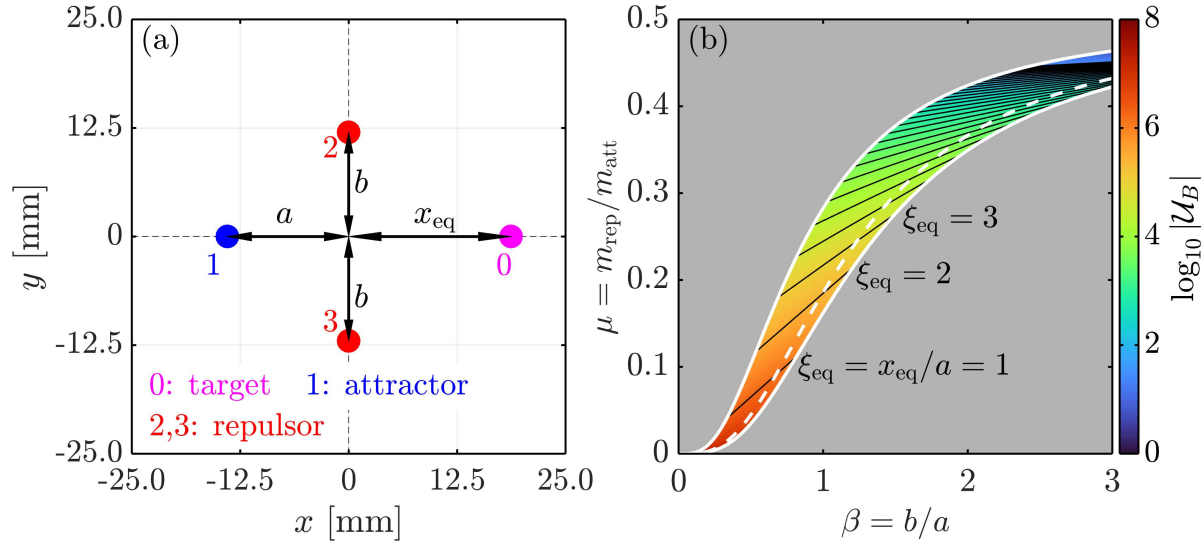 (a)
25.0
12.5
0
-12.5
-25.0
y [mm]
2
b
a
x_eq
1
0
b
3
0: target 1: attractor
2,3: repulsor
-25.0 -12.5 0 12.5 25.0
x [mm]
(b)
0.5
0.4
0.3
0.2
0.1
0
μ = m_rep/m_att
ξ_eq = 3
ξ_eq = 2
ξ_eq = x_eq/a = 1
0 1 2 3
β = b/a
8
6
4
2
0
log₁₀ |𝒰_B|